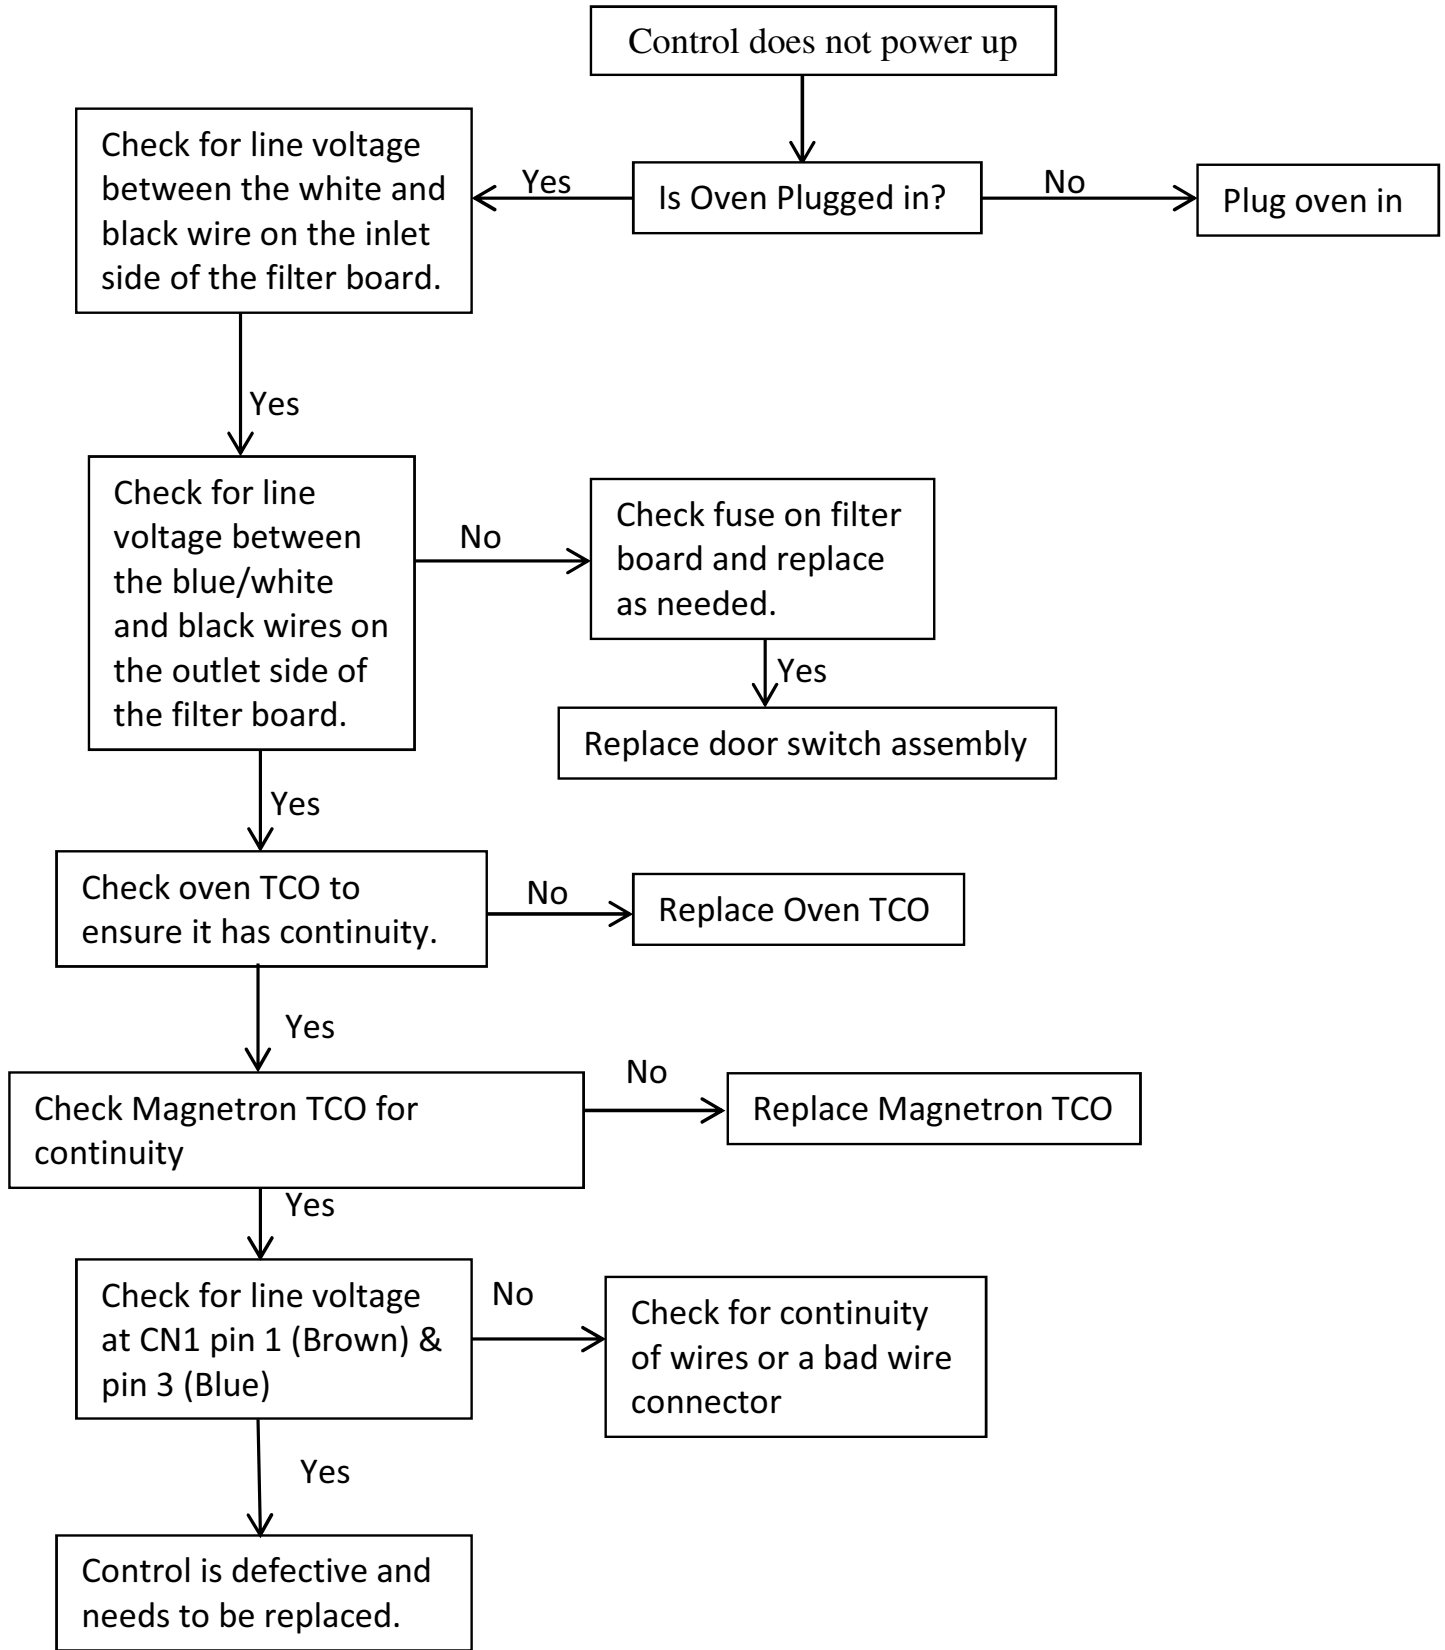 Control does not power up
Is Oven Plugged in?
Yes
No
Plug oven in
Check for line voltage
between the white and
black wire on the inlet
side of the filter board.
Yes
Check for line
voltage between
the blue/white
and black wires on
the outlet side of
the filter board.
No
Check fuse on filter
board and replace
as needed.
Yes
Replace door switch assembly
Yes
Check oven TCO to
ensure it has continuity.
No
Replace Oven TCO
Yes
Check Magnetron TCO for
continuity
No
Replace Magnetron TCO
Yes
Check for line voltage
at CN1 pin 1 (Brown) &
pin 3 (Blue)
No
Check for continuity
of wires or a bad wire
connector
Yes
Control is defective and
needs to be replaced.